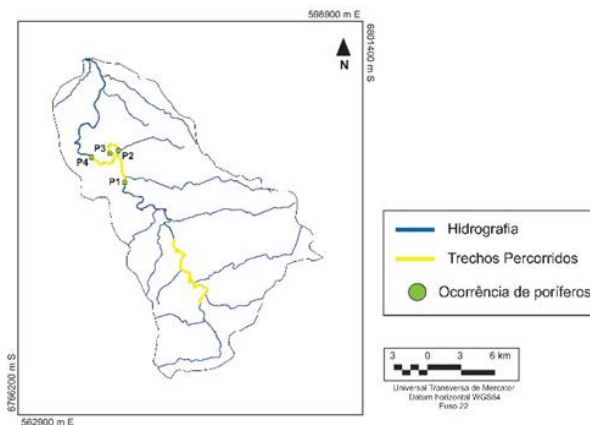 598900 m E
6801400 m S
N
P3
P2
P4
P1
Hidrografia
Trechos Percorridos
Ocorrência de poríferos
3 0 3 6 km
Universal Transversa de Mercator
Datum horizontal WGS84
Fuso 22
6766200 m S
562900 m E